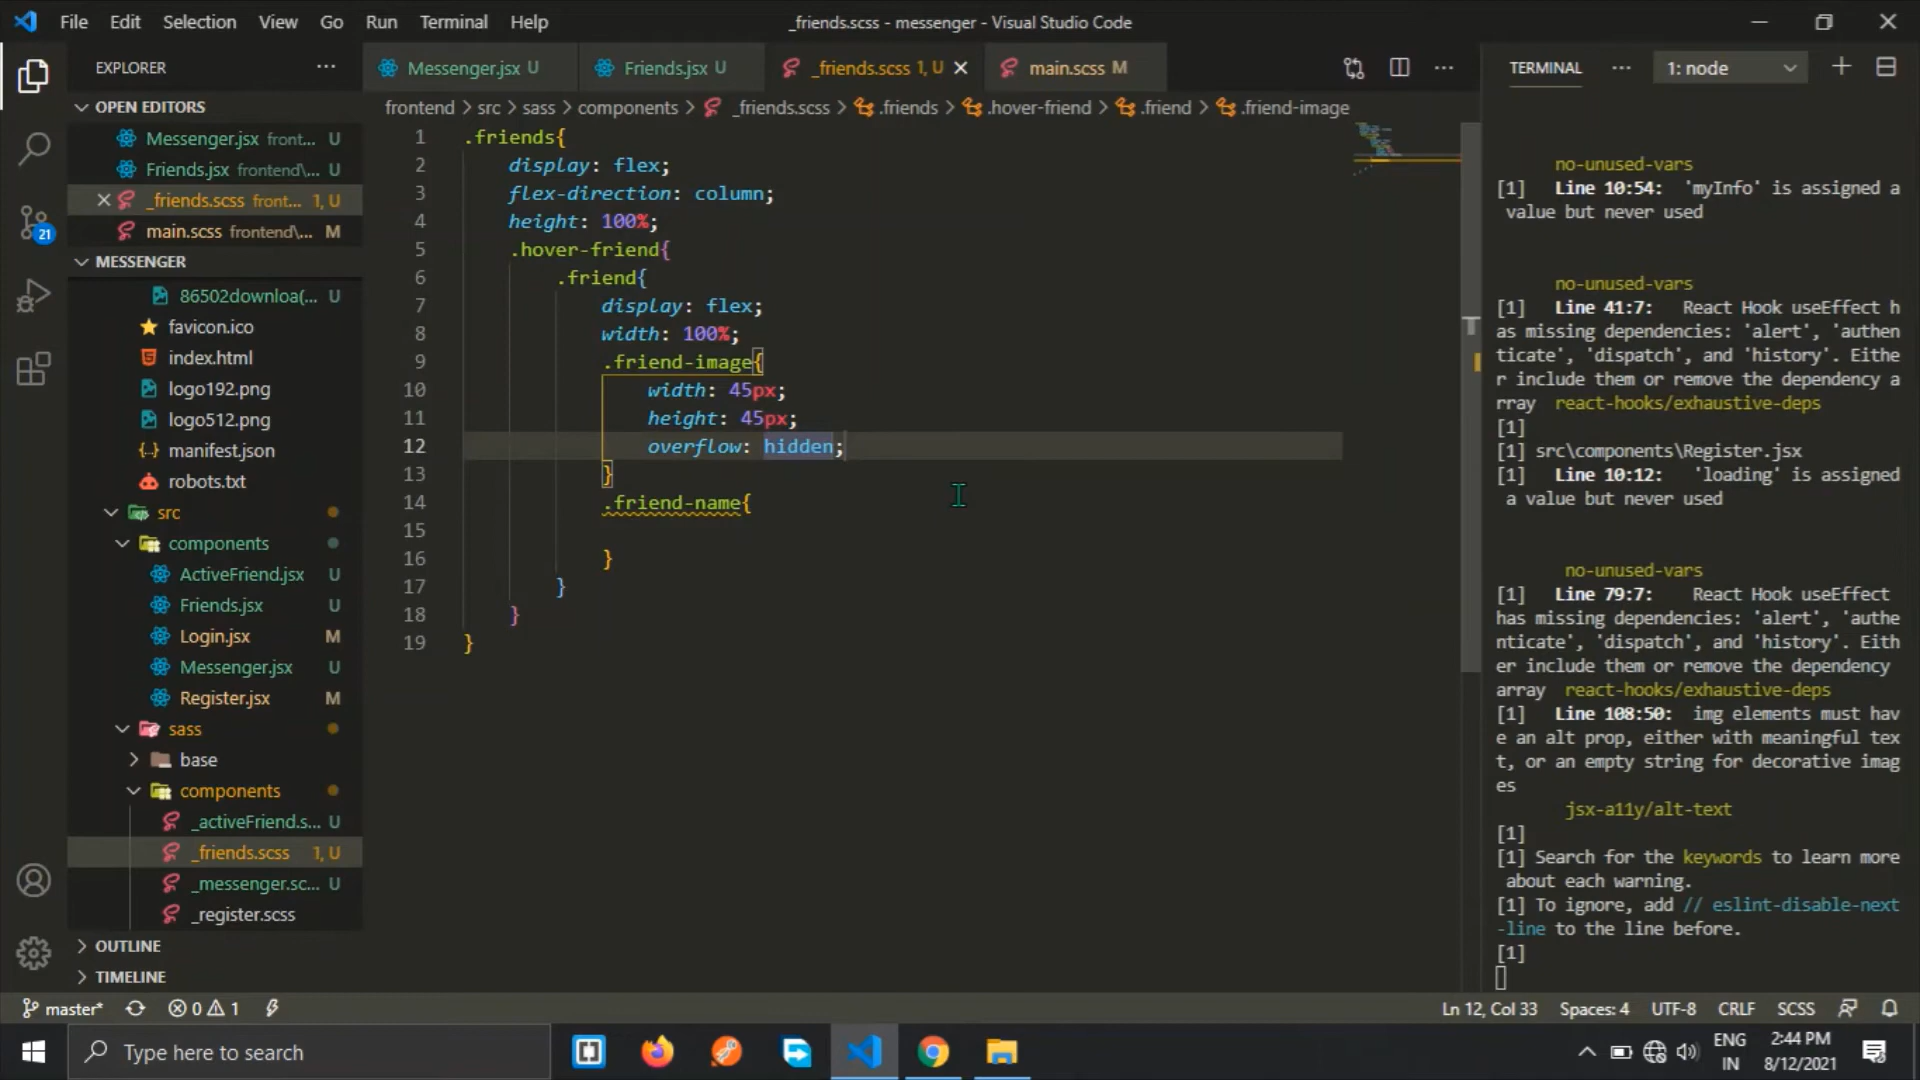 File Edit Selection View Go Run Terminal Help
_friends.scss - messenger - Visual Studio Code
EXPLORER
OPEN EDITORS
Messenger.jsx front... U
Friends.jsx frontend\... U
_friends.scss front... 1, U
main.scss frontend\... M
MESSENGER
86502downloa(... U
favicon.ico
index.html
logo192.png
logo512.png
manifest.json
robots.txt
src
components
ActiveFriend.jsx U
Friends.jsx U
Login.jsx M
Messenger.jsx U
Register.jsx M
sass
base
components
_activeFriend.s... U
_friends.scss 1, U
_messenger.sc... U
_register.scss
OUTLINE
TIMELINE
21
Messenger.jsx U
Friends.jsx U
_friends.scss 1, U
main.scss M
frontend > src > sass > components > _friends.scss > .friends > .hover-friend > .friend > .friend-image
1 .friends{
2 display: flex;
3 flex-direction: column;
4 height: 100%;
5 .hover-friend{
6 .friend{
7 display: flex;
8 width: 100%;
9 .friend-image{
10 width: 45px;
11 height: 45px;
12 overflow: hidden;
13 }
14 .friend-name{
15
16 }
17 }
18 }
19 }
TERMINAL
1: node
no-unused-vars
[1] Line 10:54: 'myInfo' is assigned a
value but never used
no-unused-vars
[1] Line 41:7: React Hook useEffect h
as missing dependencies: 'alert', 'authen
ticate', 'dispatch', and 'history'. Eithe
r include them or remove the dependency a
rray react-hooks/exhaustive-deps
[1]
[1] src\components\Register.jsx
[1] Line 10:12: 'loading' is assigned
a value but never used
no-unused-vars
[1] Line 79:7: React Hook useEffect
has missing dependencies: 'alert', 'authe
nticate', 'dispatch', and 'history'. Eith
er include them or remove the dependency
array react-hooks/exhaustive-deps
[1] Line 108:50: img elements must hav
e an alt prop, either with meaningful tex
t, or an empty string for decorative imag
es
jsx-a11y/alt-text
[1]
[1] Search for the keywords to learn more
about each warning.
[1] To ignore, add // eslint-disable-next
-line to the line before.
[1]
master* 0 1
Ln 12, Col 33 Spaces: 4 UTF-8 CRLF SCSS
Type here to search
ENG
IN
2:44 PM
8/12/2021